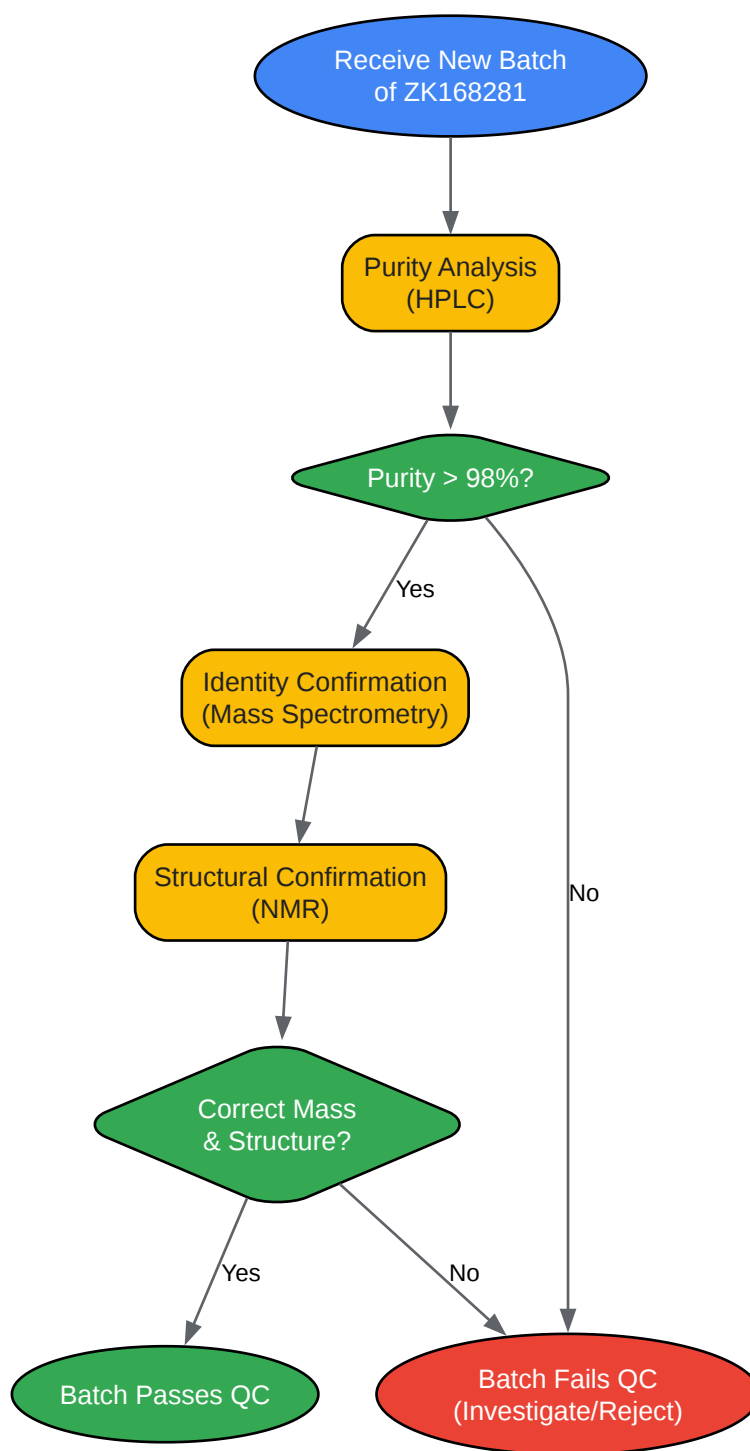 Receive New Batch
of ZK168281
Purity Analysis
(HPLC)
Purity > 98%?
Yes
Identity Confirmation
(Mass Spectrometry)
Structural Confirmation
(NMR)
No
Correct Mass
& Structure?
Yes
No
Batch Passes QC
Batch Fails QC
(Investigate/Reject)